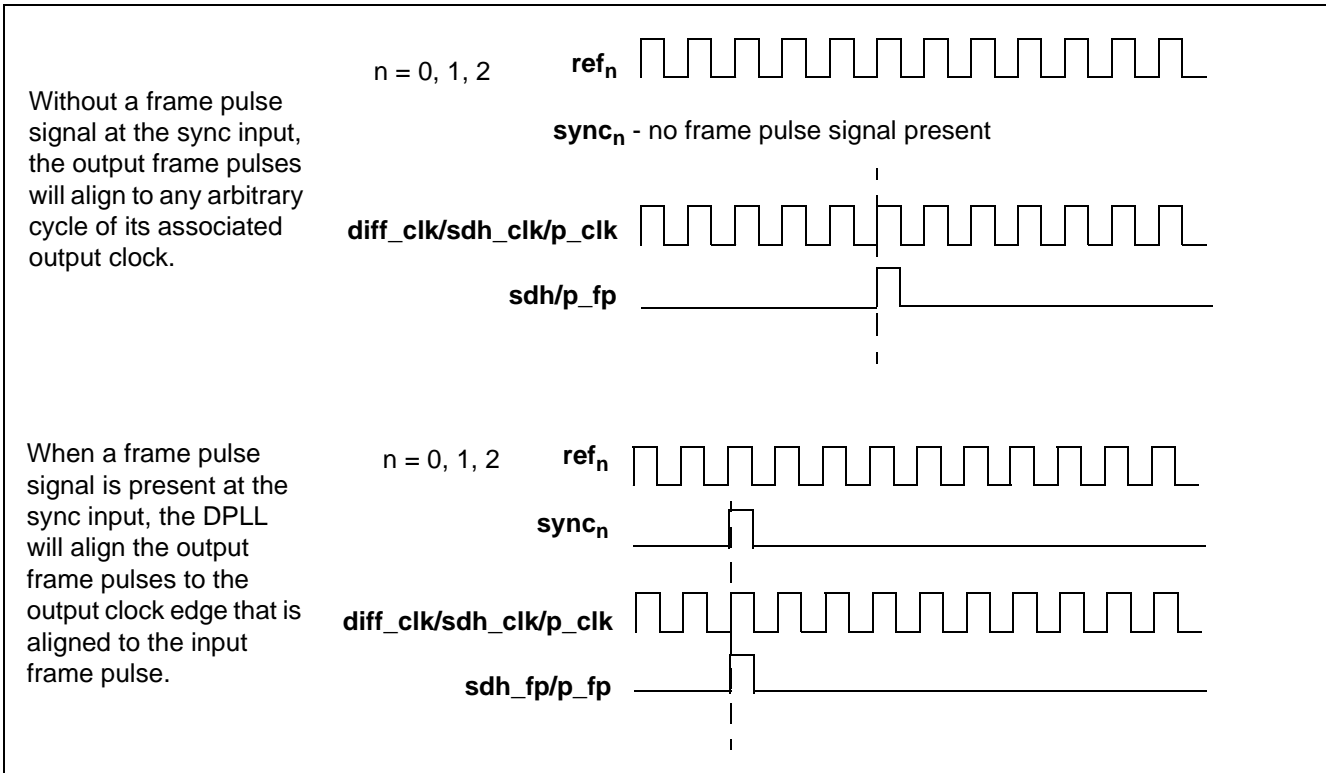 n = 0, 1, 2
refn
Without a frame pulse
signal at the sync input,
the output frame pulses
will align to any arbitrary
cycle of its associated
output clock.
syncn - no frame pulse signal present
diff_clk/sdh_clk/p_clk
sdh/p_fp
When a frame pulse
signal is present at the
sync input, the DPLL
will align the output
frame pulses to the
output clock edge that is
aligned to the input
frame pulse.
n = 0, 1, 2
refn
syncn
diff_clk/sdh_clk/p_clk
sdh_fp/p_fp